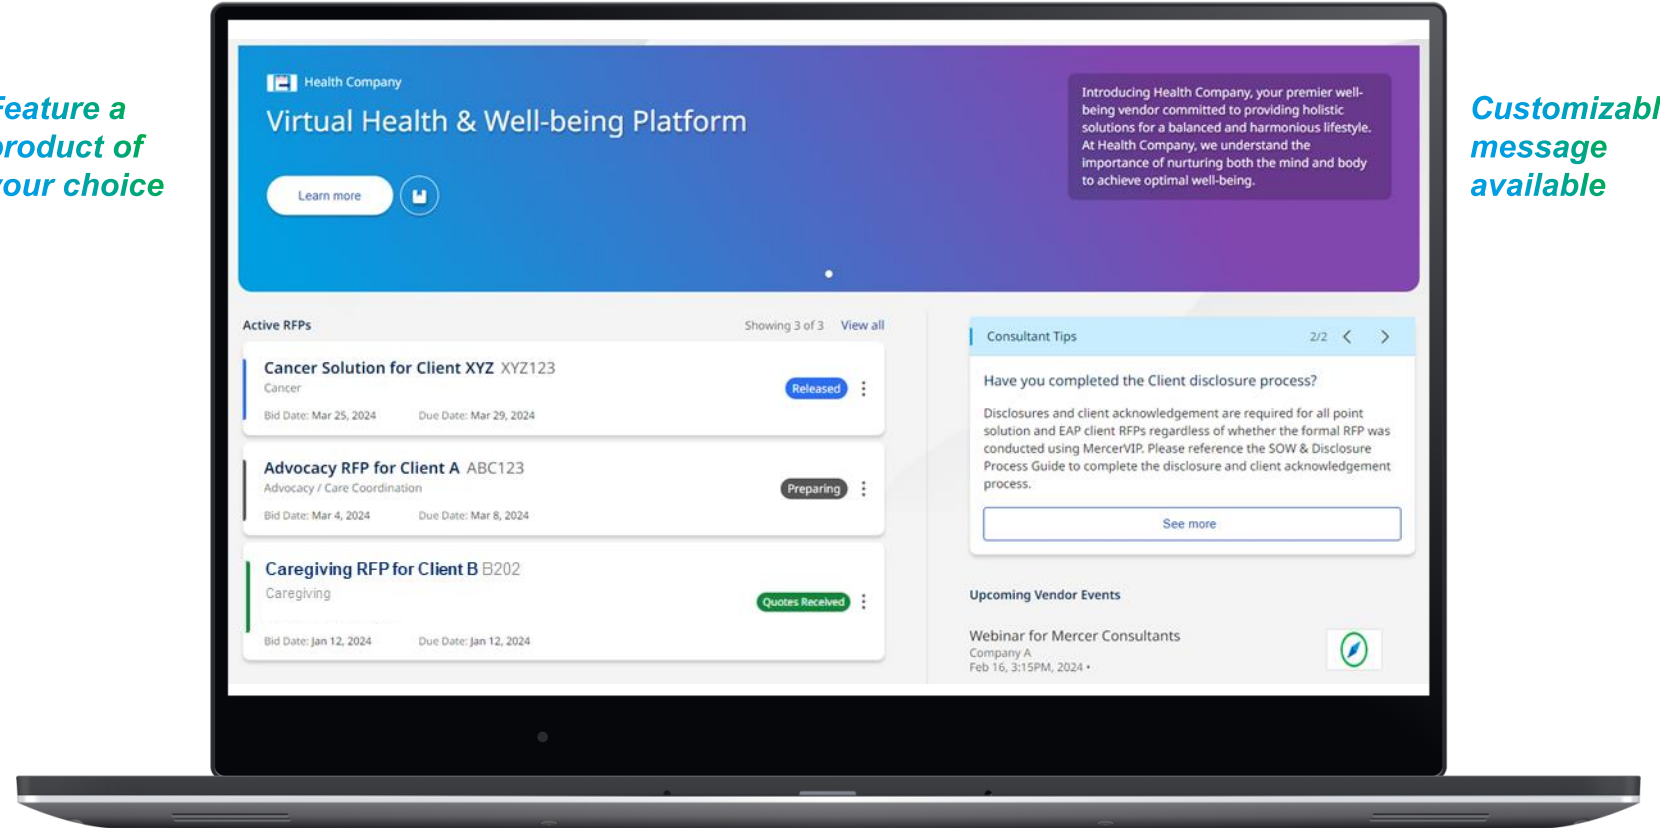 Feature a
product of
your choice
Health Company
Virtual Health & Well-being Platform
Learn more
Introducing Health Company, your premier well-
being vendor committed to providing holistic
solutions for a balanced and harmonious lifestyle.
At Health Company, we understand the
importance of nurturing both the mind and body
to achieve optimal well-being.
Customizabl
message
available
Active RFPs
Showing 3 of 3 View all
Cancer Solution for Client XYZ XYZ123
Cancer
Released
Bid Date: Mar 25, 2024 Due Date: Mar 29, 2024
Advocacy RFP for Client A ABC123
Advocacy / Care Coordination
Preparing
Bid Date: Mar 4, 2024 Due Date: Mar 8, 2024
Caregiving RFP for Client B B202
Caregiving
Quotes Received
Bid Date: Jan 12, 2024 Due Date: Jan 12, 2024
Consultant Tips 2/2
Have you completed the Client disclosure process?
Disclosures and client acknowledgement are required for all point
solution and EAP client RFPs regardless of whether the formal RFP was
conducted using MercerVIP. Please reference the SOW & Disclosure
Process Guide to complete the disclosure and client acknowledgement
process.
See more
Upcoming Vendor Events
Webinar for Mercer Consultants
Company A
Feb 16, 3:15PM, 2024 •